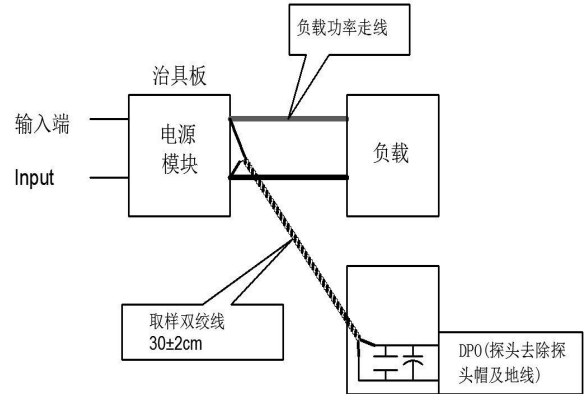 负载功率走线
治具板
输入端
电源
模块
负载
Input
取样双绞线
30±2cm
DPO(探头去除探
头帽及地线)